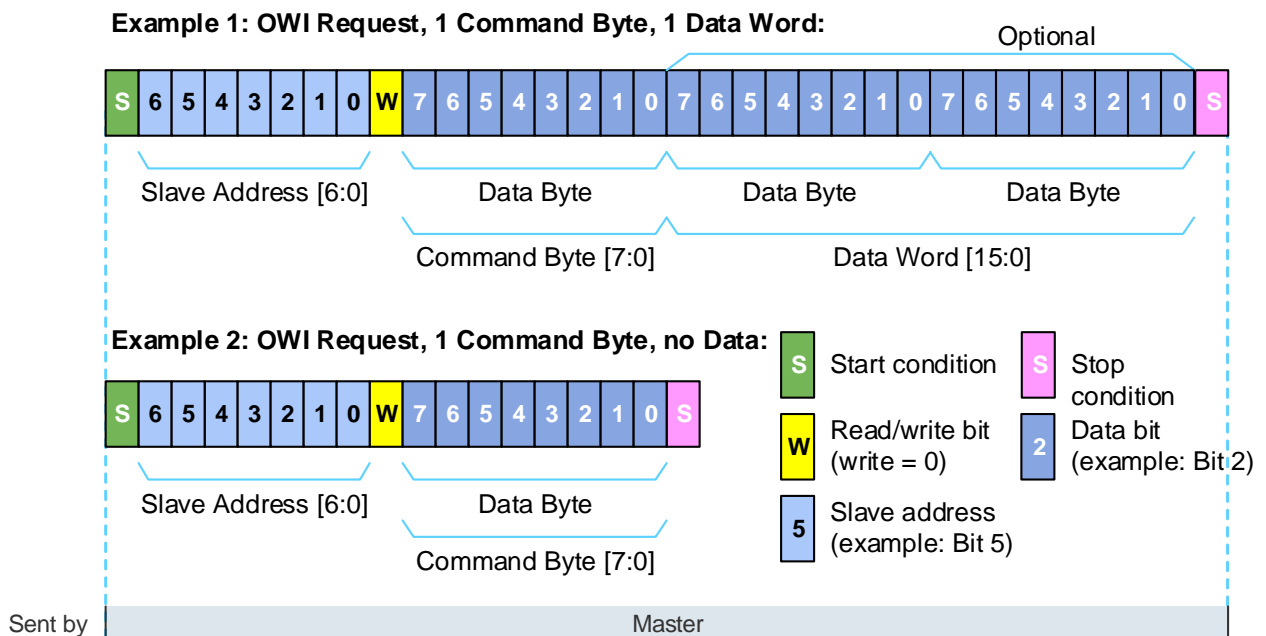 Example 1: OWI Request, 1 Command Byte, 1 Data Word:
Optional
S 6 5 4 3 2 1 0 W 7 6 5 4 3 2 1 0 7 6 5 4 3 2 1 0 7 6 5 4 3 2 1 0 S
Slave Address [6:0] Data Byte Data Byte Data Byte
Command Byte [7:0] Data Word [15:0]
Example 2: OWI Request, 1 Command Byte, no Data:
S 6 5 4 3 2 1 0 W 7 6 5 4 3 2 1 0 S
Slave Address [6:0] Data Byte
Command Byte [7:0]
S Start condition
W Read/write bit
(write = 0)
5 Slave address
(example: Bit 5)
S Stop
condition
2 Data bit
(example: Bit 2)
Sent by Master